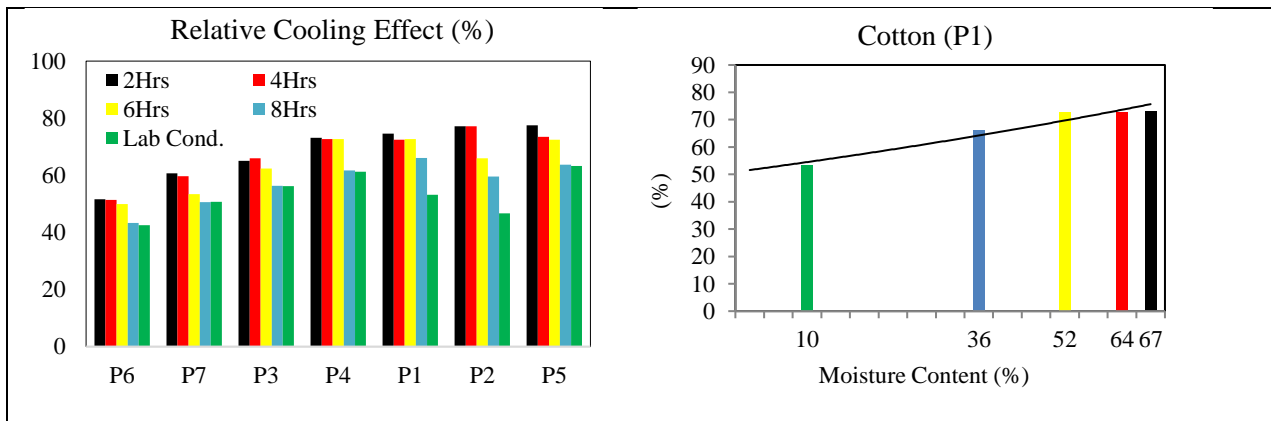 Relative Cooling Effect (%)
100
80
60
40
20
0
2Hrs 4Hrs
6Hrs 8Hrs
Lab Cond.
P6 P7 P3 P4 P1 P2 P5
Cotton (P1)
90
80
70
60
50
40
30
20
10
0
(%)
10 36 52 64 67
Moisture Content (%)